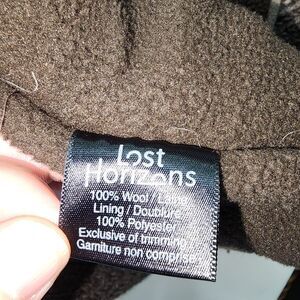 Lost
Horizons
100% Wool / Laine
Lining / Doublure
100% Polyester
Exclusive of trimming
Garniture non comprise